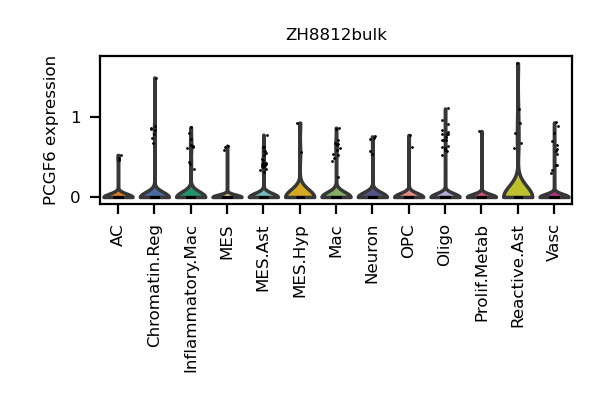 ZH8812bulk
PCGF6 expression
1
0
AC
Chromatin.Reg
Inflammatory.Mac
MES
MES.Ast
MES.Hyp
Mac
Neuron
OPC
Oligo
Prolif.Metab
Reactive.Ast
Vasc